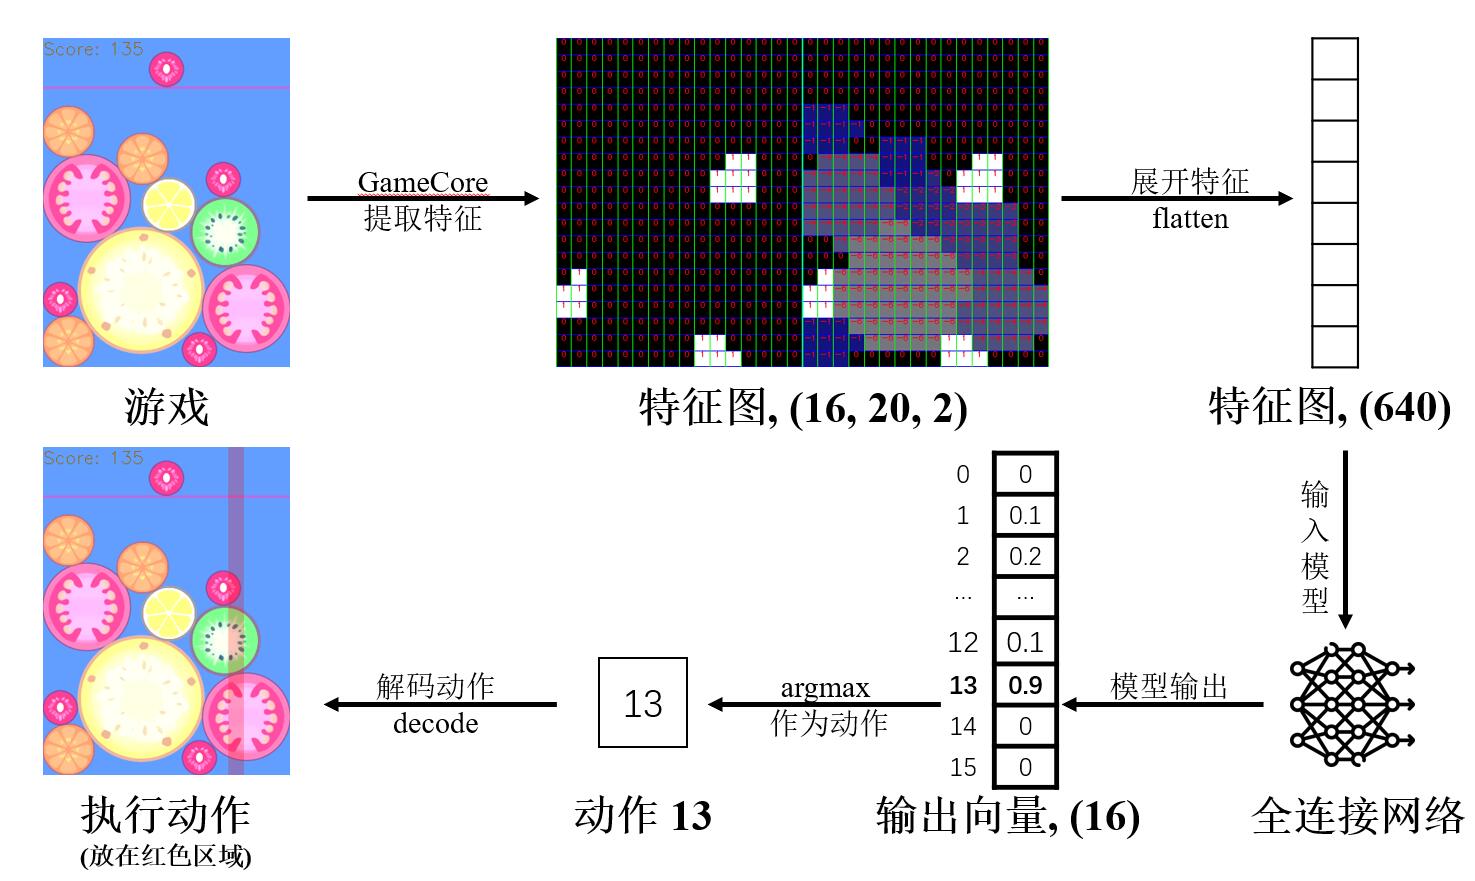 Score: 135
GameCore
提取特征
展开特征
flatten
游戏
特征图, (16, 20, 2)
特征图, (640)
输入模型
Score: 135
0 0
1 0.1
2 0.2
... ...
12 0.1
13 0.9
14 0
15 0
模型输出
argmax
作为动作
13
解码动作
decode
执行动作
(放在红色区域)
动作 13
输出向量, (16)
全连接网络